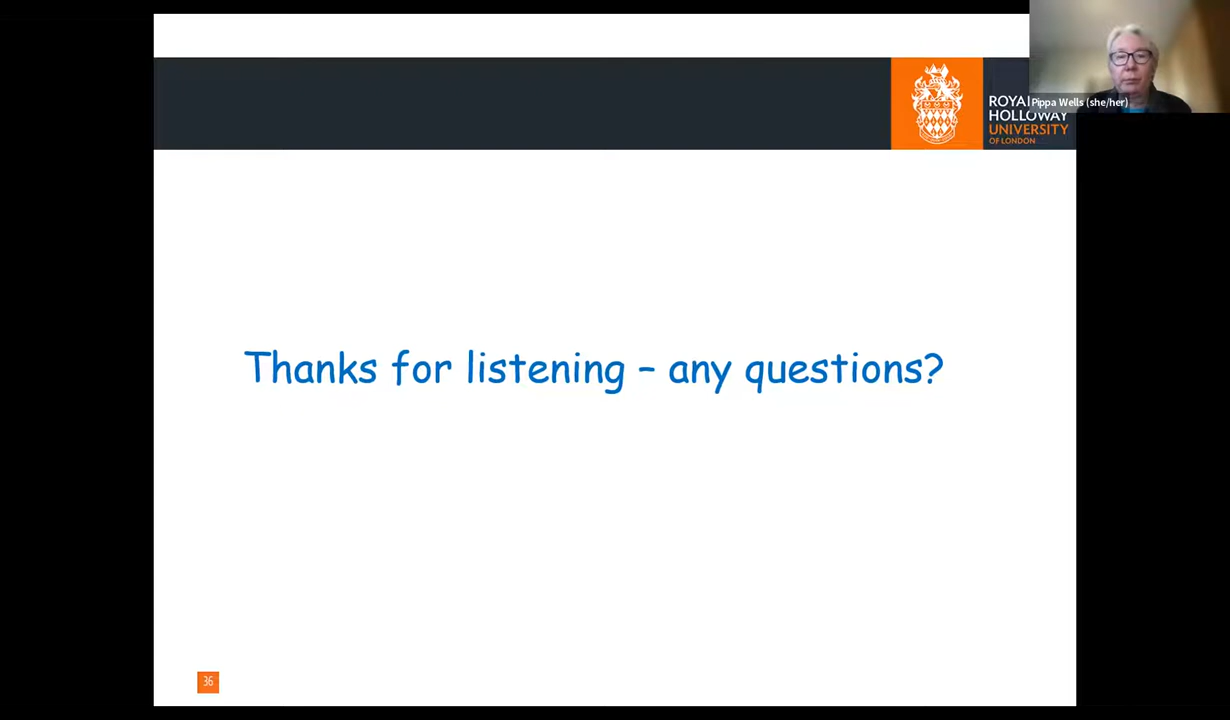 ROYAL
HOLLOWAY
UNIVERSITY
OF LONDON
Pippa Wells (she/her)
Thanks for listening – any questions?
36